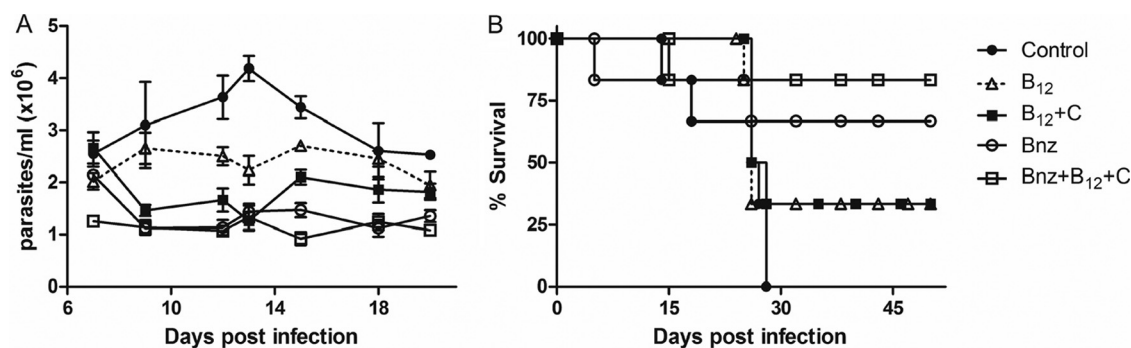 A
parasites/ml (x10⁶)
5
4
3
2
1
0
6
10
14
18
Days post infection
B
% Survival
100
75
50
25
0
0
15
30
45
Days post infection
Control
B₁₂
B₁₂+C
Bnz
Bnz+B₁₂+C